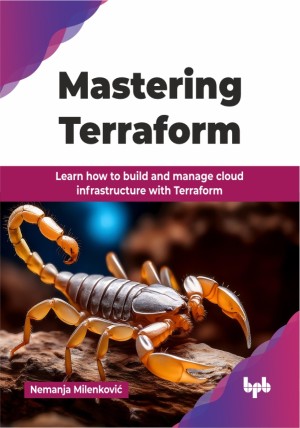 Mastering
Terraform
Learn how to build and manage cloud
infrastructure with Terraform
Nemanja Milenković
bpb